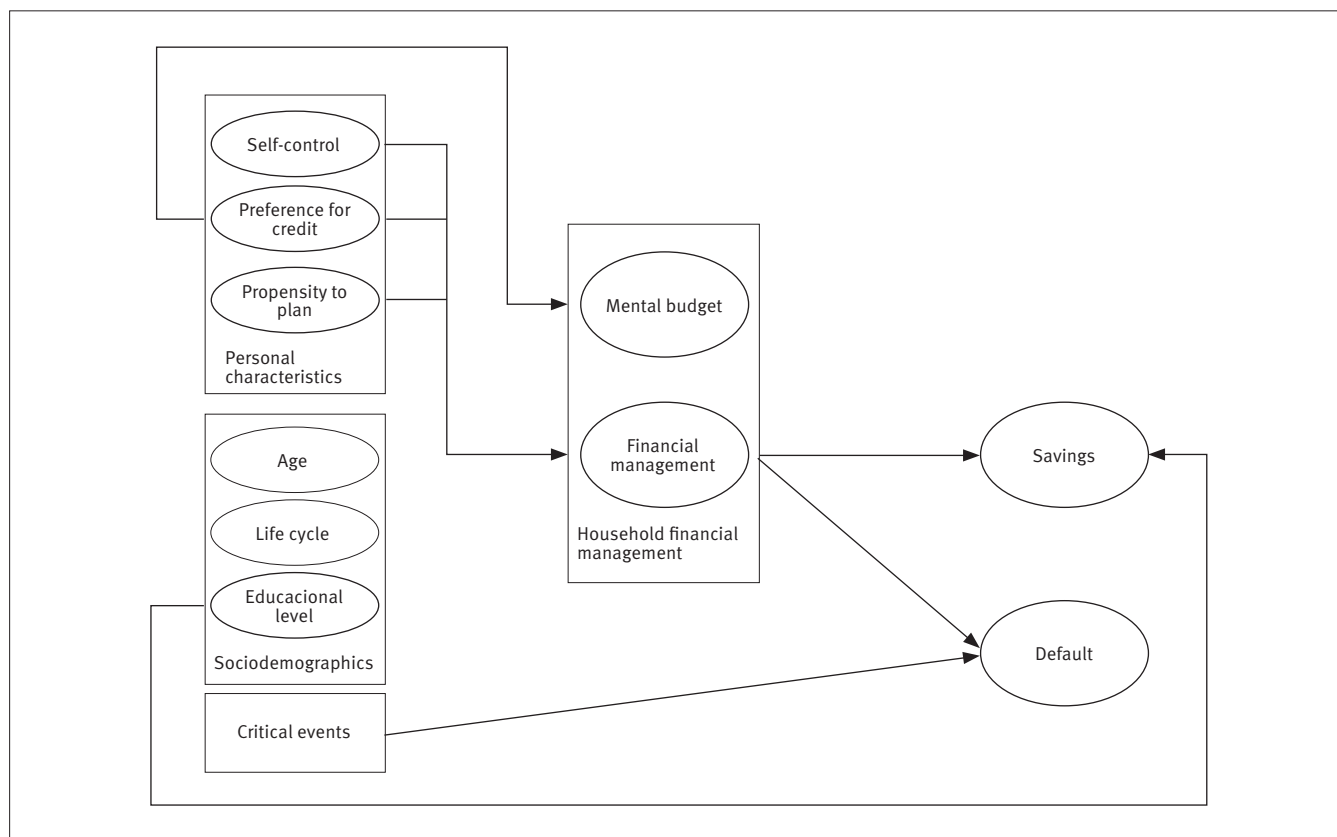 Self-control
Preference for
credit
Propensity to
plan
Personal
characteristics
Age
Life cycle
Educacional
level
Sociodemographics
Critical events
Mental budget
Financial
management
Household financial
management
Savings
Default